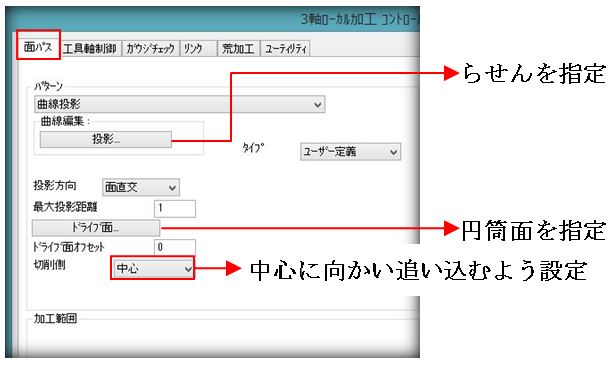 3軸ローカル加工 コントロー
面パス 工具軸制御 ガウジチェック リンク 荒加工 ユーティリティ
パターン
曲線投影
曲線編集:
投影... らせんを指定
タイプ ユーザー定義
投影方向 面直交
最大投影距離 1
ドライブ面... 円筒面を指定
ドライブ面オフセット 0
切削側 中心 中心に向かい追い込むよう設定
加工範囲